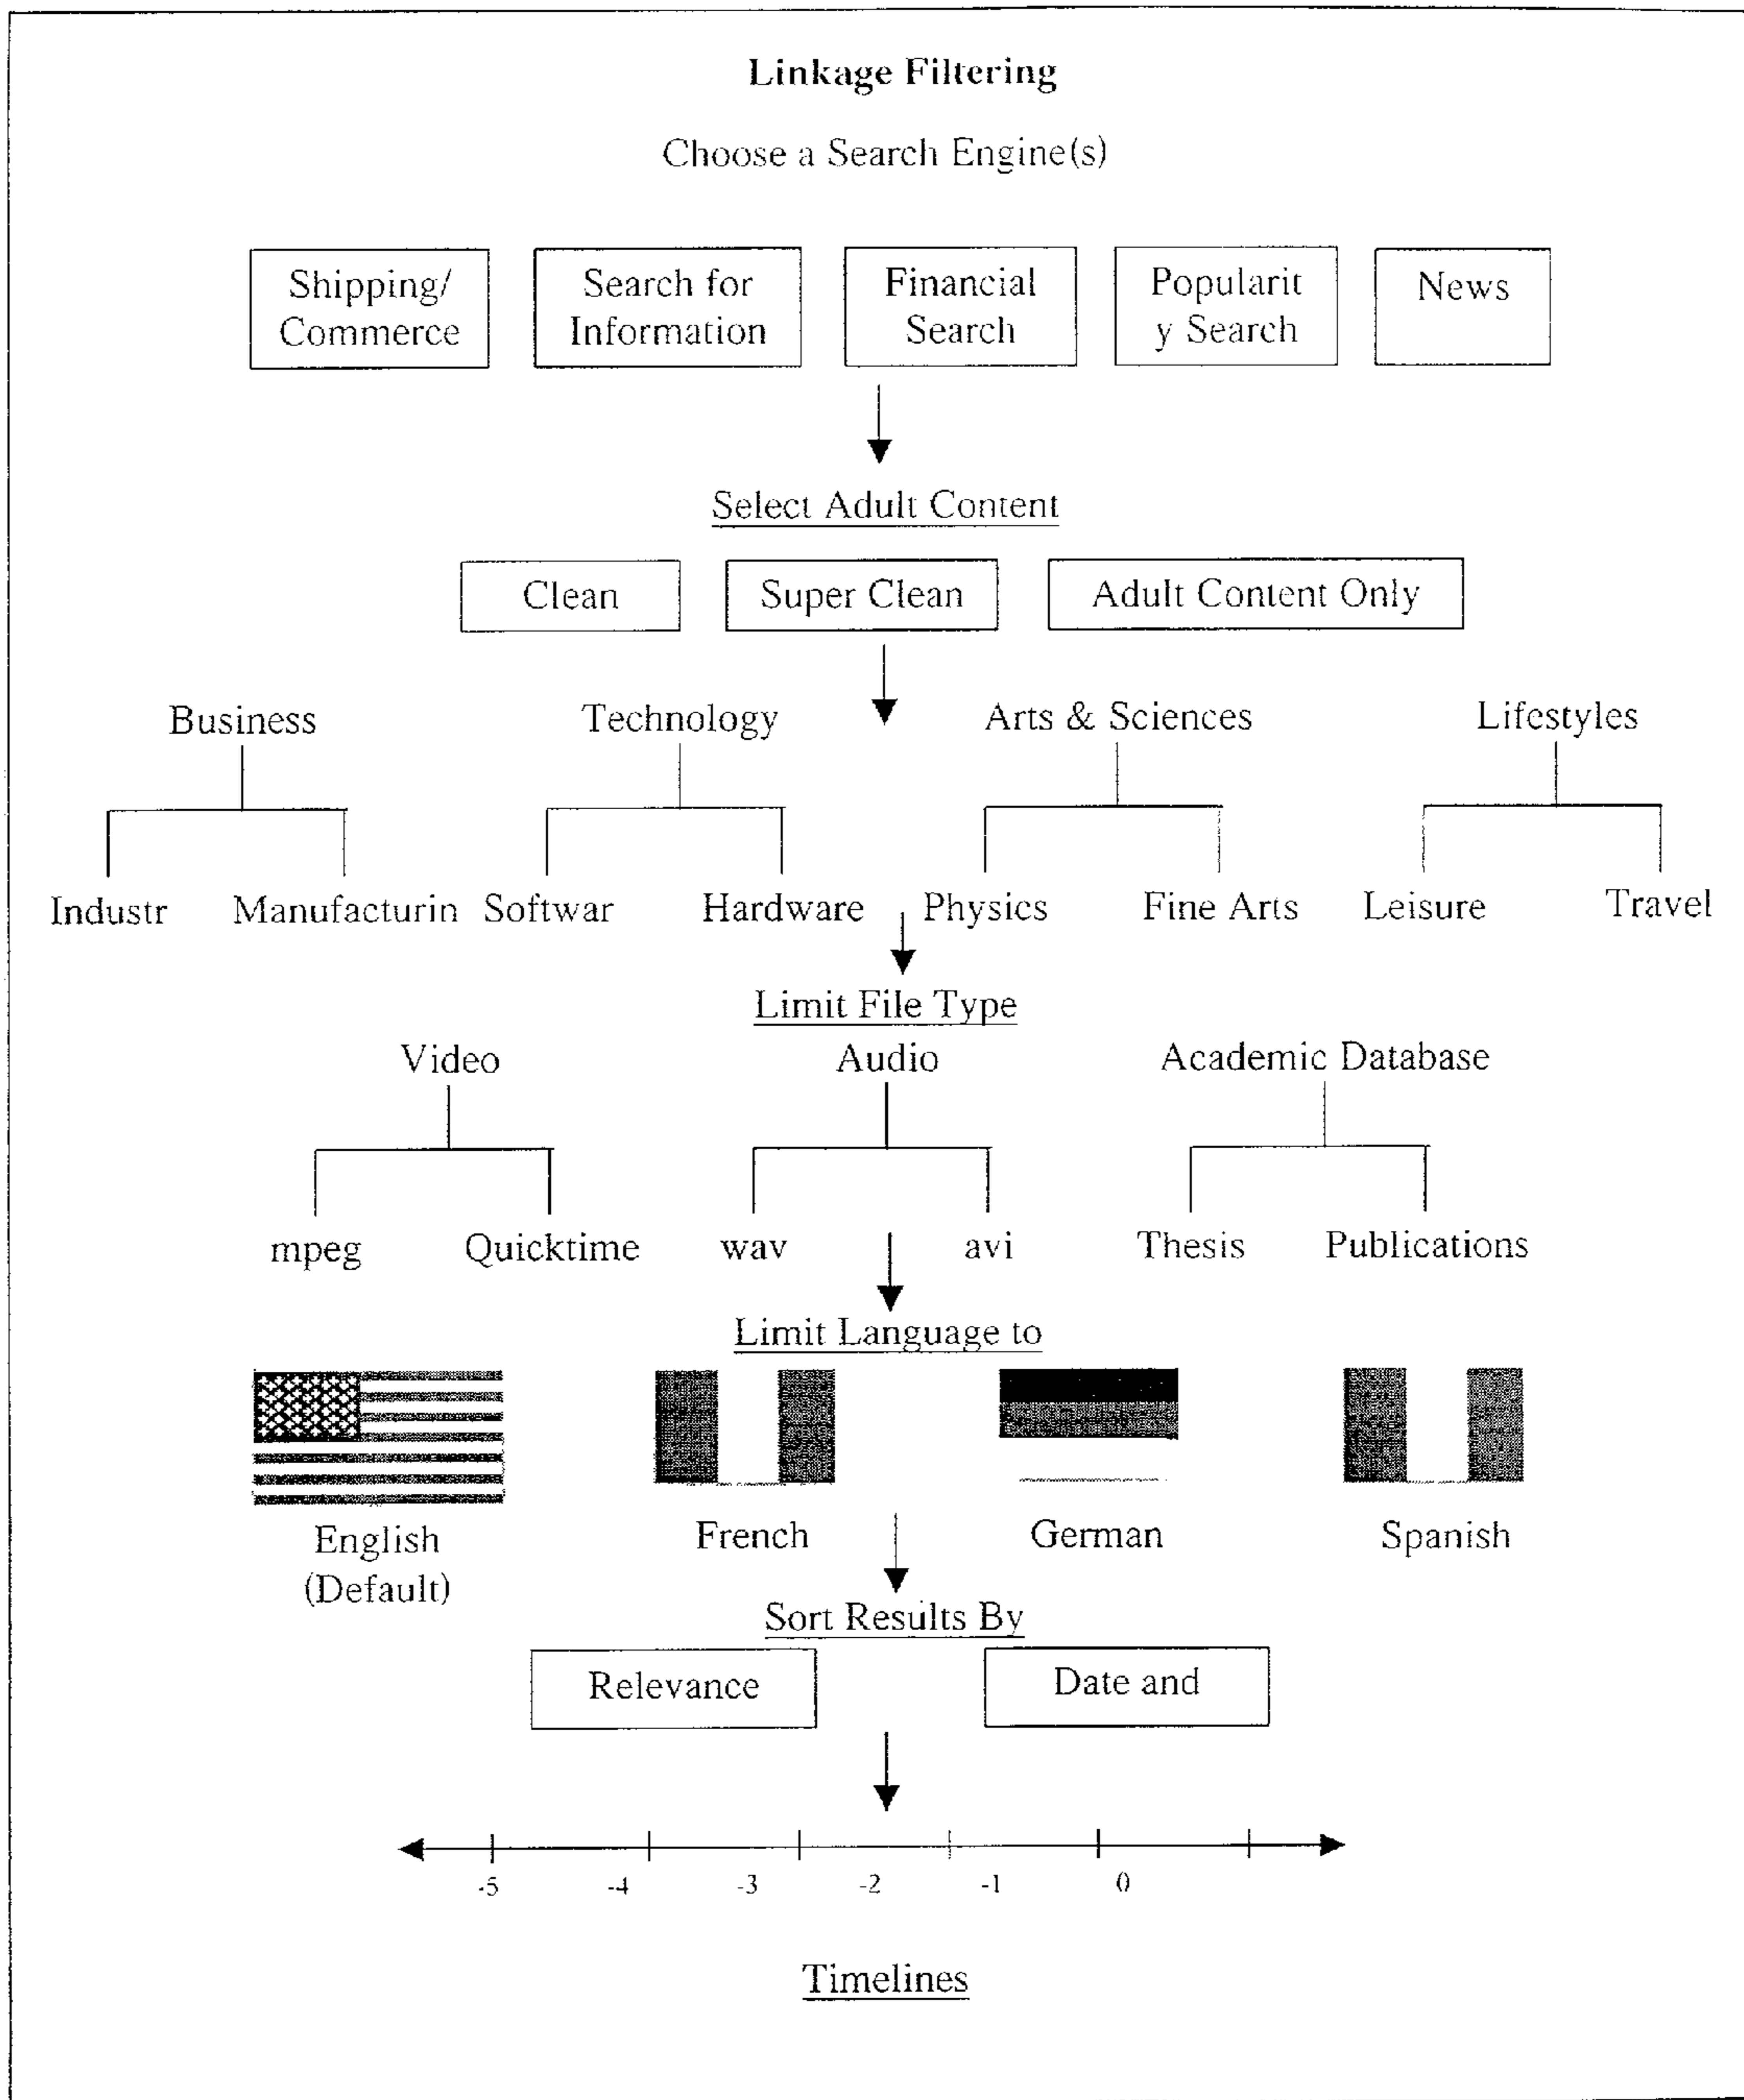 Linkage Filtering
Choose a Search Engine(s)
Shipping/
Commerce
Search for
Information
Financial
Search
Popularit
y Search
News
Select Adult Content
Clean
Super Clean
Adult Content Only
Business
Technology
Arts & Sciences
Lifestyles
Industr
Manufacturin
Softwar
Hardware
Physics
Fine Arts
Leisure
Travel
Limit File Type
Video
Audio
Academic Database
mpeg
Quicktime
wav
avi
Thesis
Publications
Limit Language to
English
(Default)
French
German
Spanish
Sort Results By
Relevance
Date and
-5 -4 -3 -2 -1 0
Timelines